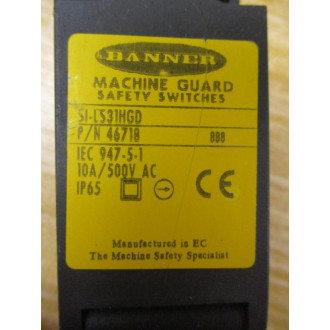 BANNER
MACHINE GUARD
SAFETY SWITCHES
SI-LS31HGD
P/N 46718 BB8
IEC 947-5-1
10A/500V AC
IP65 CE
Manufactured in EC
The Machine Safety Specialist